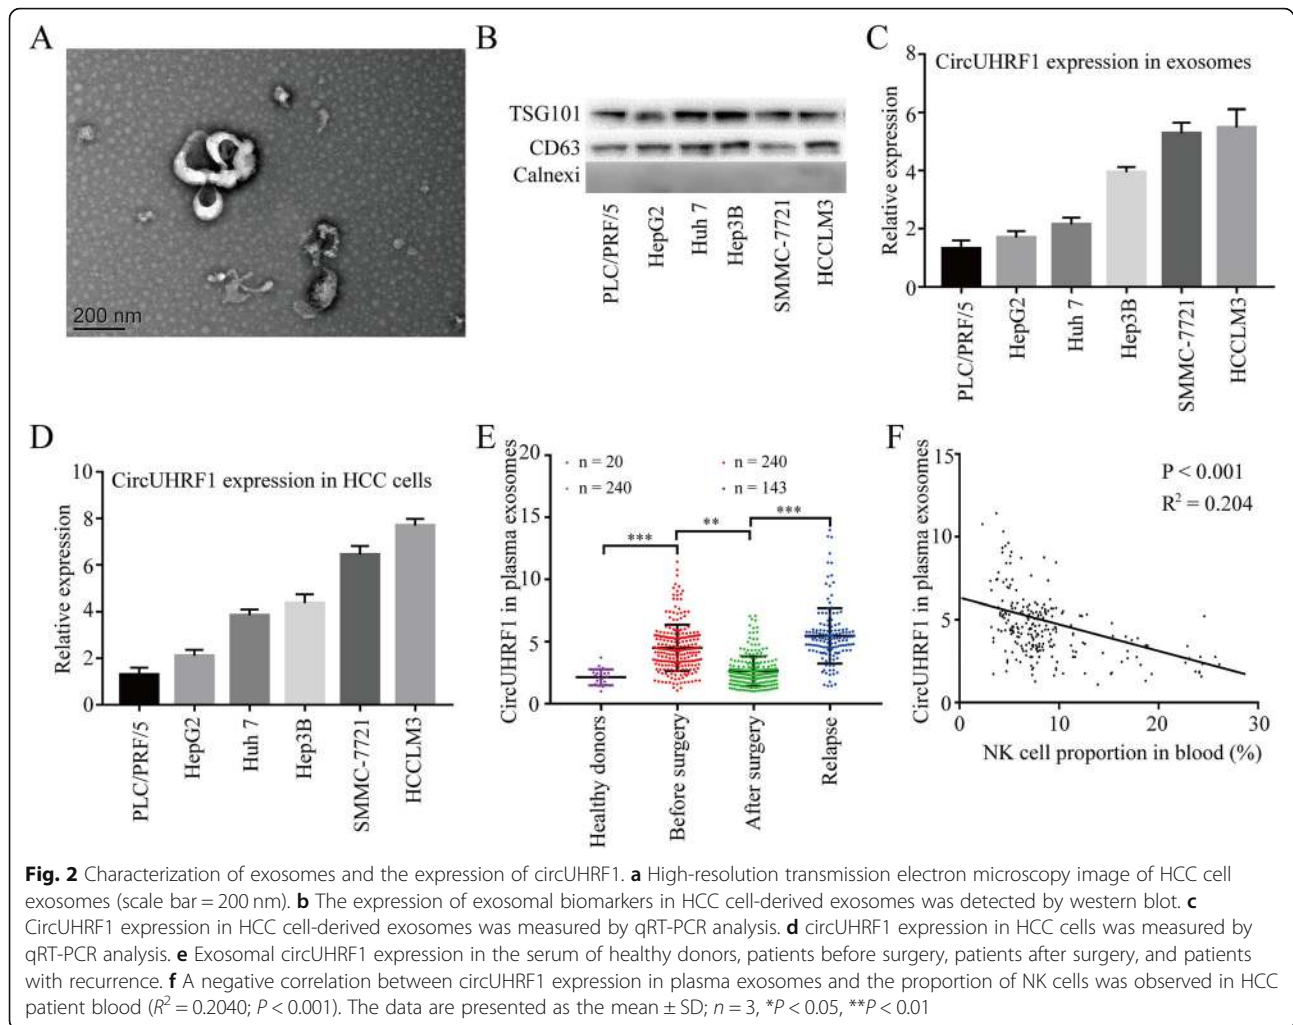 A
200 nm
B
TSG101
CD63
Calnexi
PLC/PRF/5
HepG2
Huh 7
Hep3B
SMMC-7721
HCCLM3
C
CircUHRF1 expression in exosomes
Relative expression
8
6
4
2
0
PLC/PRF/5
HepG2
Huh 7
Hep3B
SMMC-7721
HCCLM3
D
CircUHRF1 expression in HCC cells
Relative expression
10
8
6
4
2
0
PLC/PRF/5
HepG2
Huh 7
Hep3B
SMMC-7721
HCCLM3
E
CircUHRF1 in plasma exosomes
20
15
10
5
0
n = 20
n = 240
n = 240
n = 143
***
**
***
Healthy donors
Before surgery
After surgery
Relapse
F
CircUHRF1 in plasma exosomes
15
10
5
0
P < 0.001
R² = 0.204
0
10
20
30
NK cell proportion in blood (%)
Fig. 2 Characterization of exosomes and the expression of circUHRF1. a High-resolution transmission electron microscopy image of HCC cell
exosomes (scale bar = 200 nm). b The expression of exosomal biomarkers in HCC cell-derived exosomes was detected by western blot. c
CircUHRF1 expression in HCC cell-derived exosomes was measured by qRT-PCR analysis. d circUHRF1 expression in HCC cells was measured by
qRT-PCR analysis. e Exosomal circUHRF1 expression in the serum of healthy donors, patients before surgery, patients after surgery, and patients
with recurrence. f A negative correlation between circUHRF1 expression in plasma exosomes and the proportion of NK cells was observed in HCC
patient blood (R² = 0.2040; P < 0.001). The data are presented as the mean ± SD; n = 3, *P < 0.05, **P < 0.01